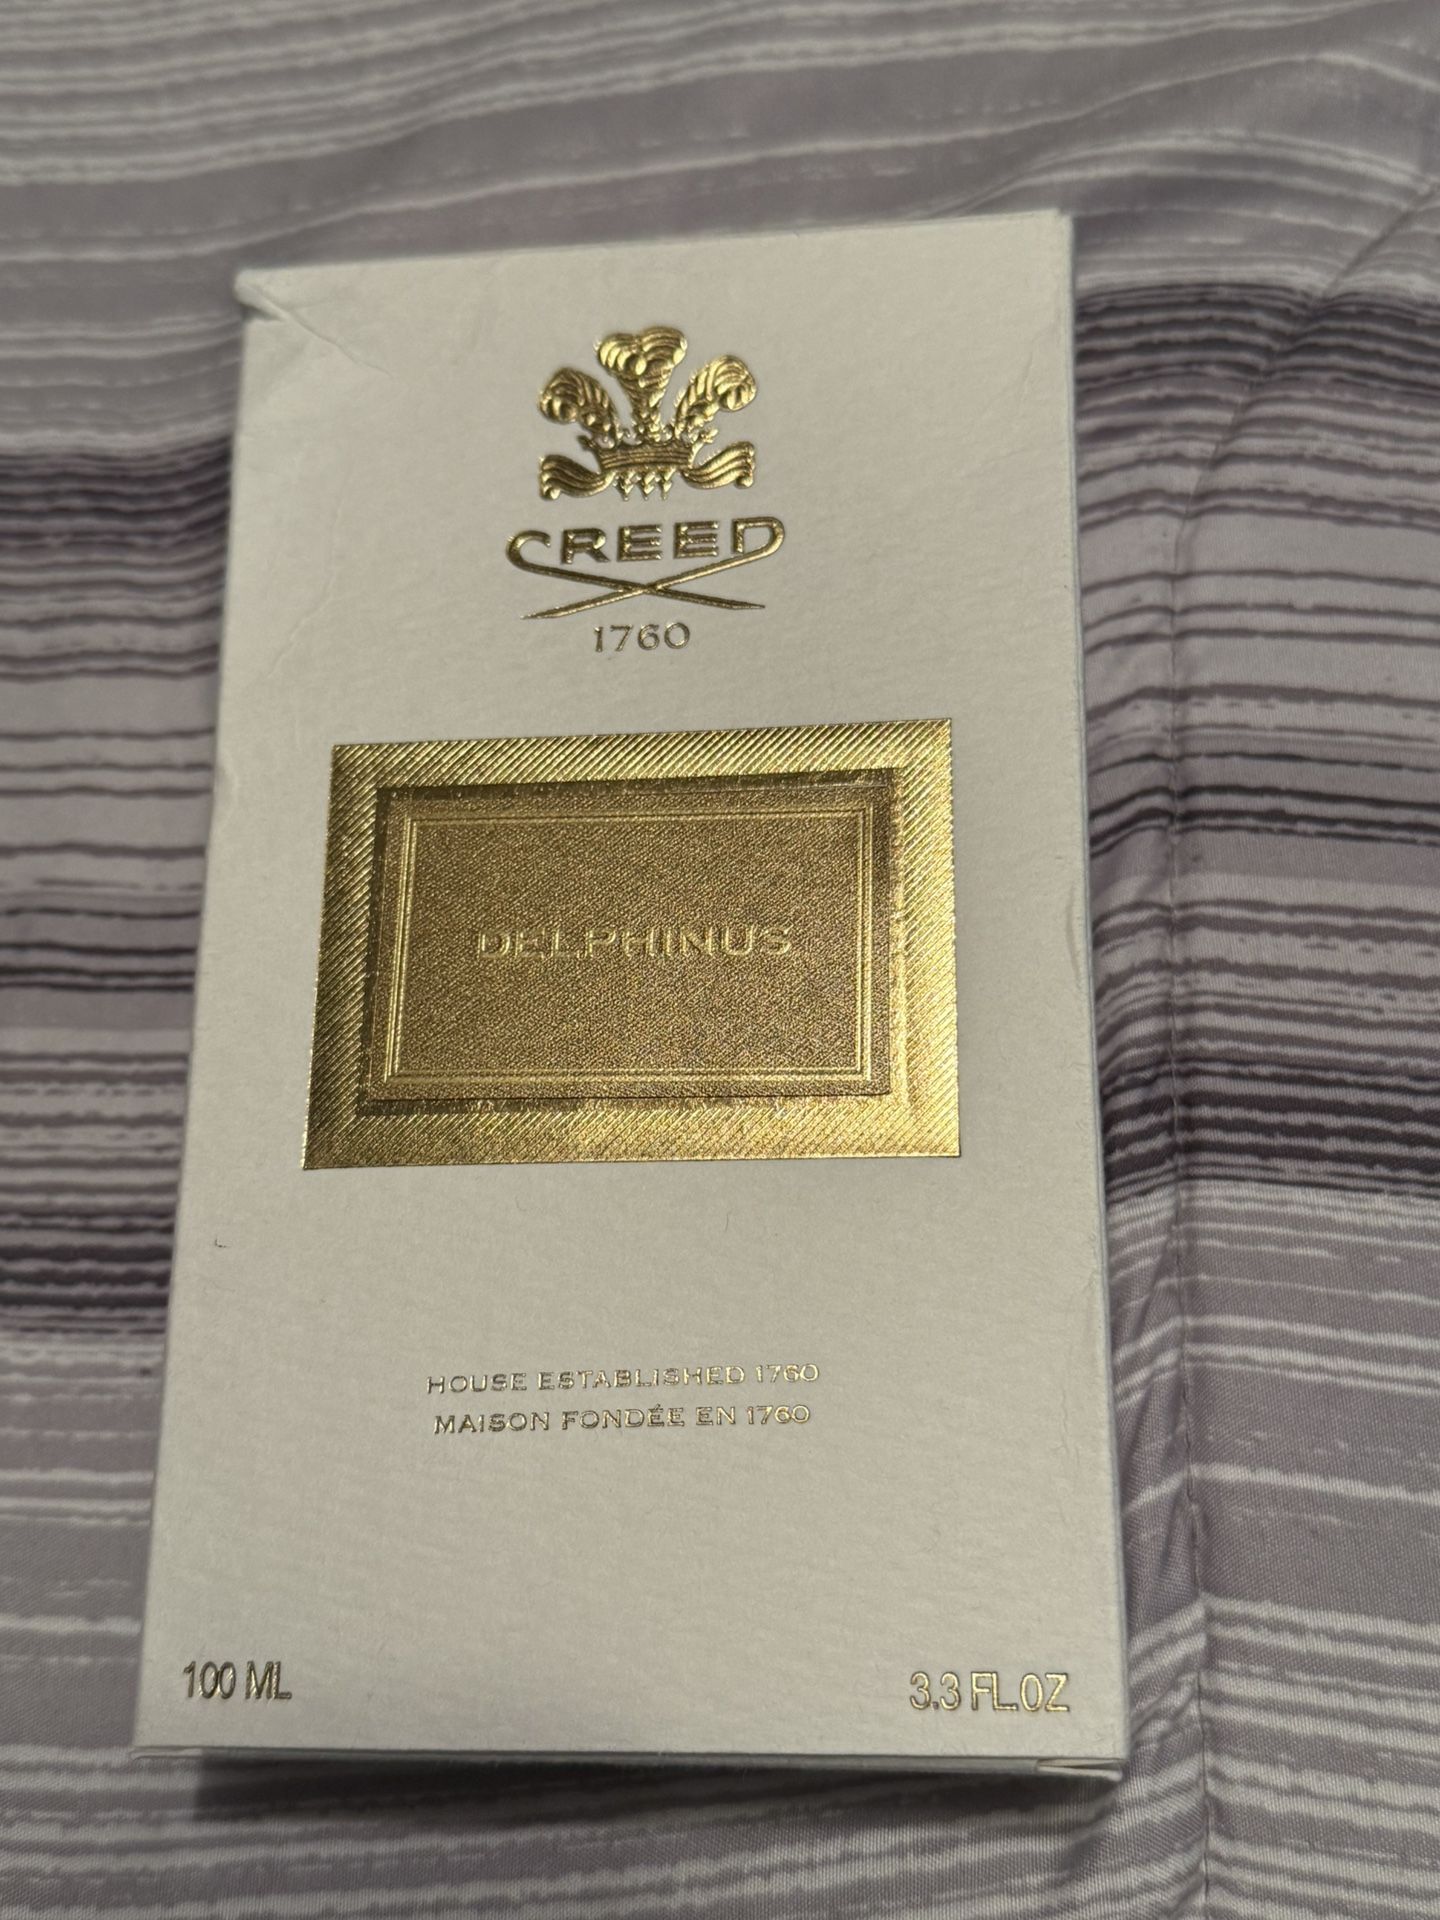 CREED
1760
DELPHINUS
HOUSE ESTABLISHED 1760
MAISON FONDÉE EN 1760
100 ML
3.3 FL.OZ